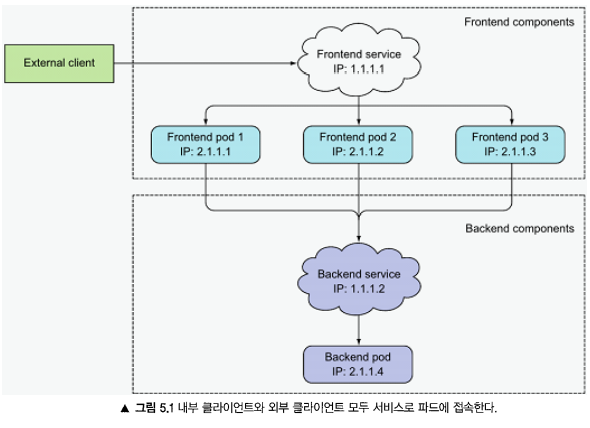 Frontend components
External client
Frontend service
IP: 1.1.1.1
Frontend pod 1
IP: 2.1.1.1
Frontend pod 2
IP: 2.1.1.2
Frontend pod 3
IP: 2.1.1.3
Backend components
Backend service
IP: 1.1.1.2
Backend pod
IP: 2.1.1.4
▲ 그림 5.1 내부 클라이언트와 외부 클라이언트 모두 서비스로 파드에 접속한다.